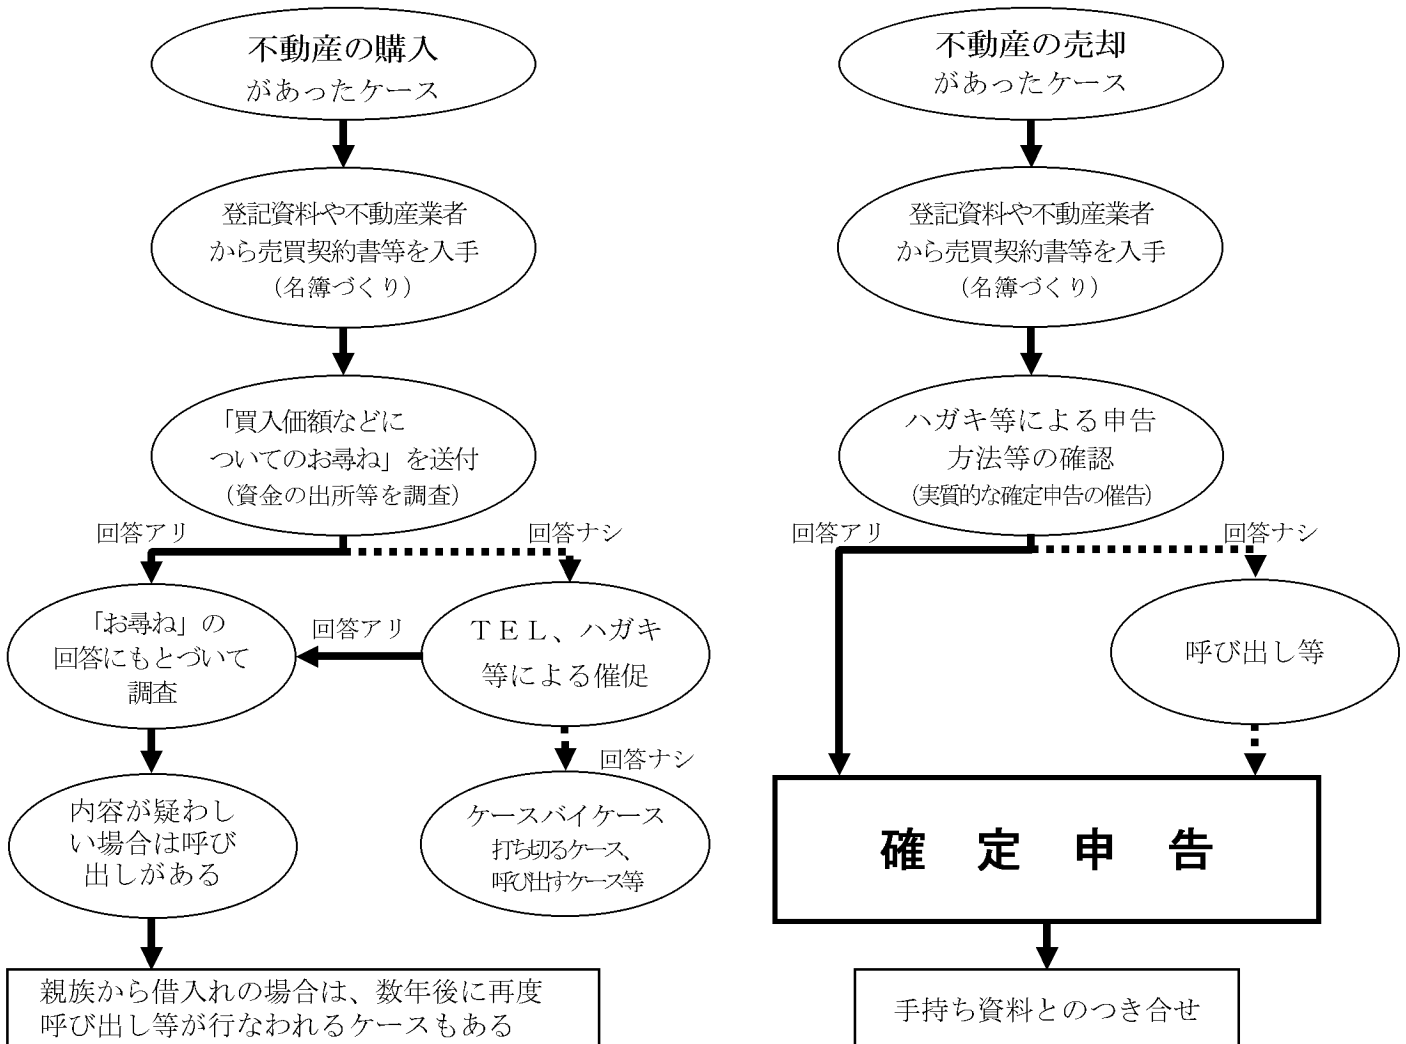 不動産の購入
があったケース
登記資料や不動産業者
から売買契約書等を入手
（名簿づくり）
「買入価額などに
ついてのお尋ね」を送付
（資金の出所等を調査）
回答アリ
回答ナシ
「お尋ね」の
回答にもとづいて
調査
回答アリ
ＴＥＬ、ハガキ
等による催促
回答ナシ
内容が疑わし
い場合は呼び
出しがある
ケースバイケース
打ち切るケース、
呼び出すケース等
親族から借入れの場合は、数年後に再度
呼び出し等が行なわれるケースもある
不動産の売却
があったケース
登記資料や不動産業者
から売買契約書等を入手
（名簿づくり）
ハガキ等による申告
方法等の確認
（実質的な確定申告の催告）
回答アリ
回答ナシ
呼び出し等
確定申告
手持ち資料とのつき合せ